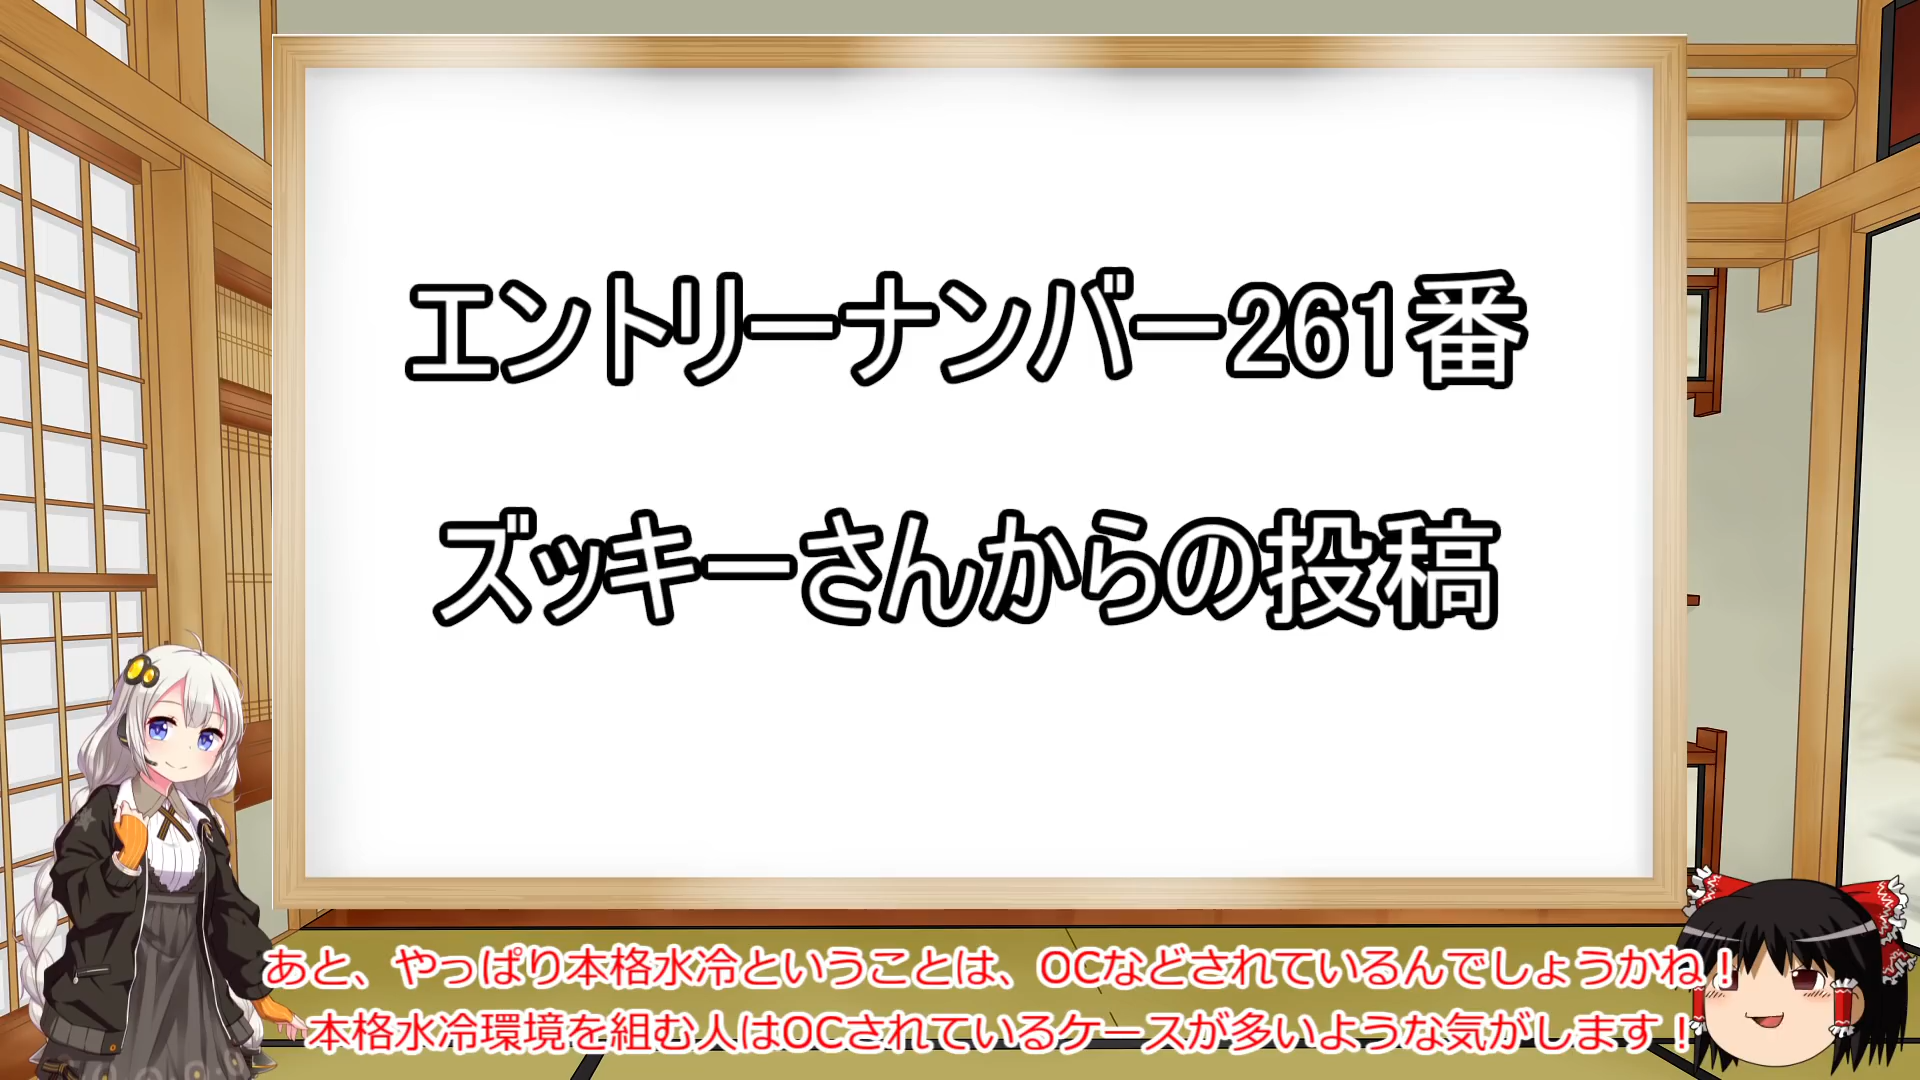 エントリーナンバー261番
ズッキーさんからの投稿
あと、やっぱり本格水冷ということは、OCなどされているんでしょうかね！
本格水冷環境を組む人はOCされているケースが多いような気がします！